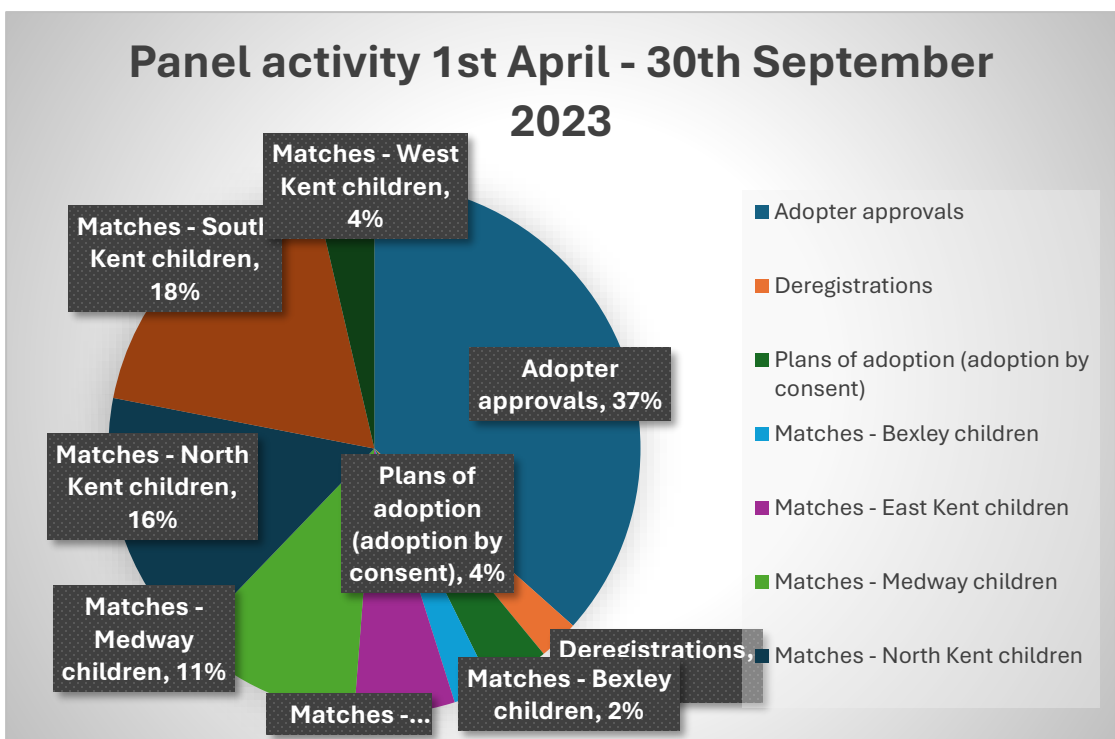 Panel activity 1st April - 30th September
2023
Matches - West
Kent children,
4%
Matches - South
Kent children,
18%
Adopter
approvals, 37%
Matches - North
Kent children,
16%
Plans of
adoption
(adoption by
consent), 4%
Matches -
Medway
children, 11%
Deregistrations,
Matches - Bexley
children, 2%
Matches -...
Adopter approvals
Deregistrations
Plans of adoption (adoption by
consent)
Matches - Bexley children
Matches - East Kent children
Matches - Medway children
Matches - North Kent children